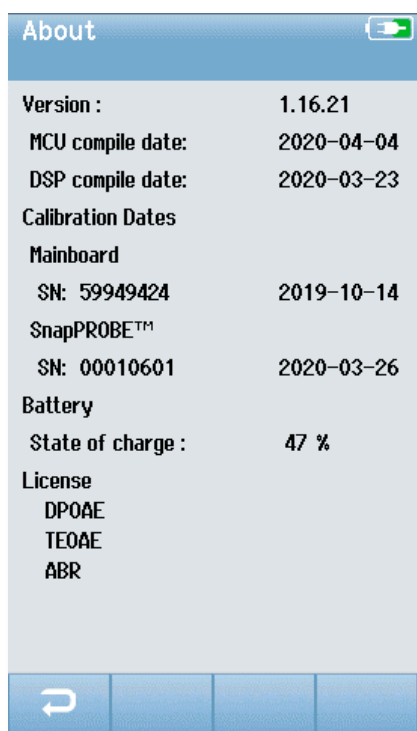 About
Version : 1.16.21
MCU compile date: 2020-04-04
DSP compile date: 2020-03-23
Calibration Dates
Mainboard
SN: 59949424 2019-10-14
SnapPROBE™
SN: 00010601 2020-03-26
Battery
State of charge : 47 %
License
DPOAE
TEOAE
ABR